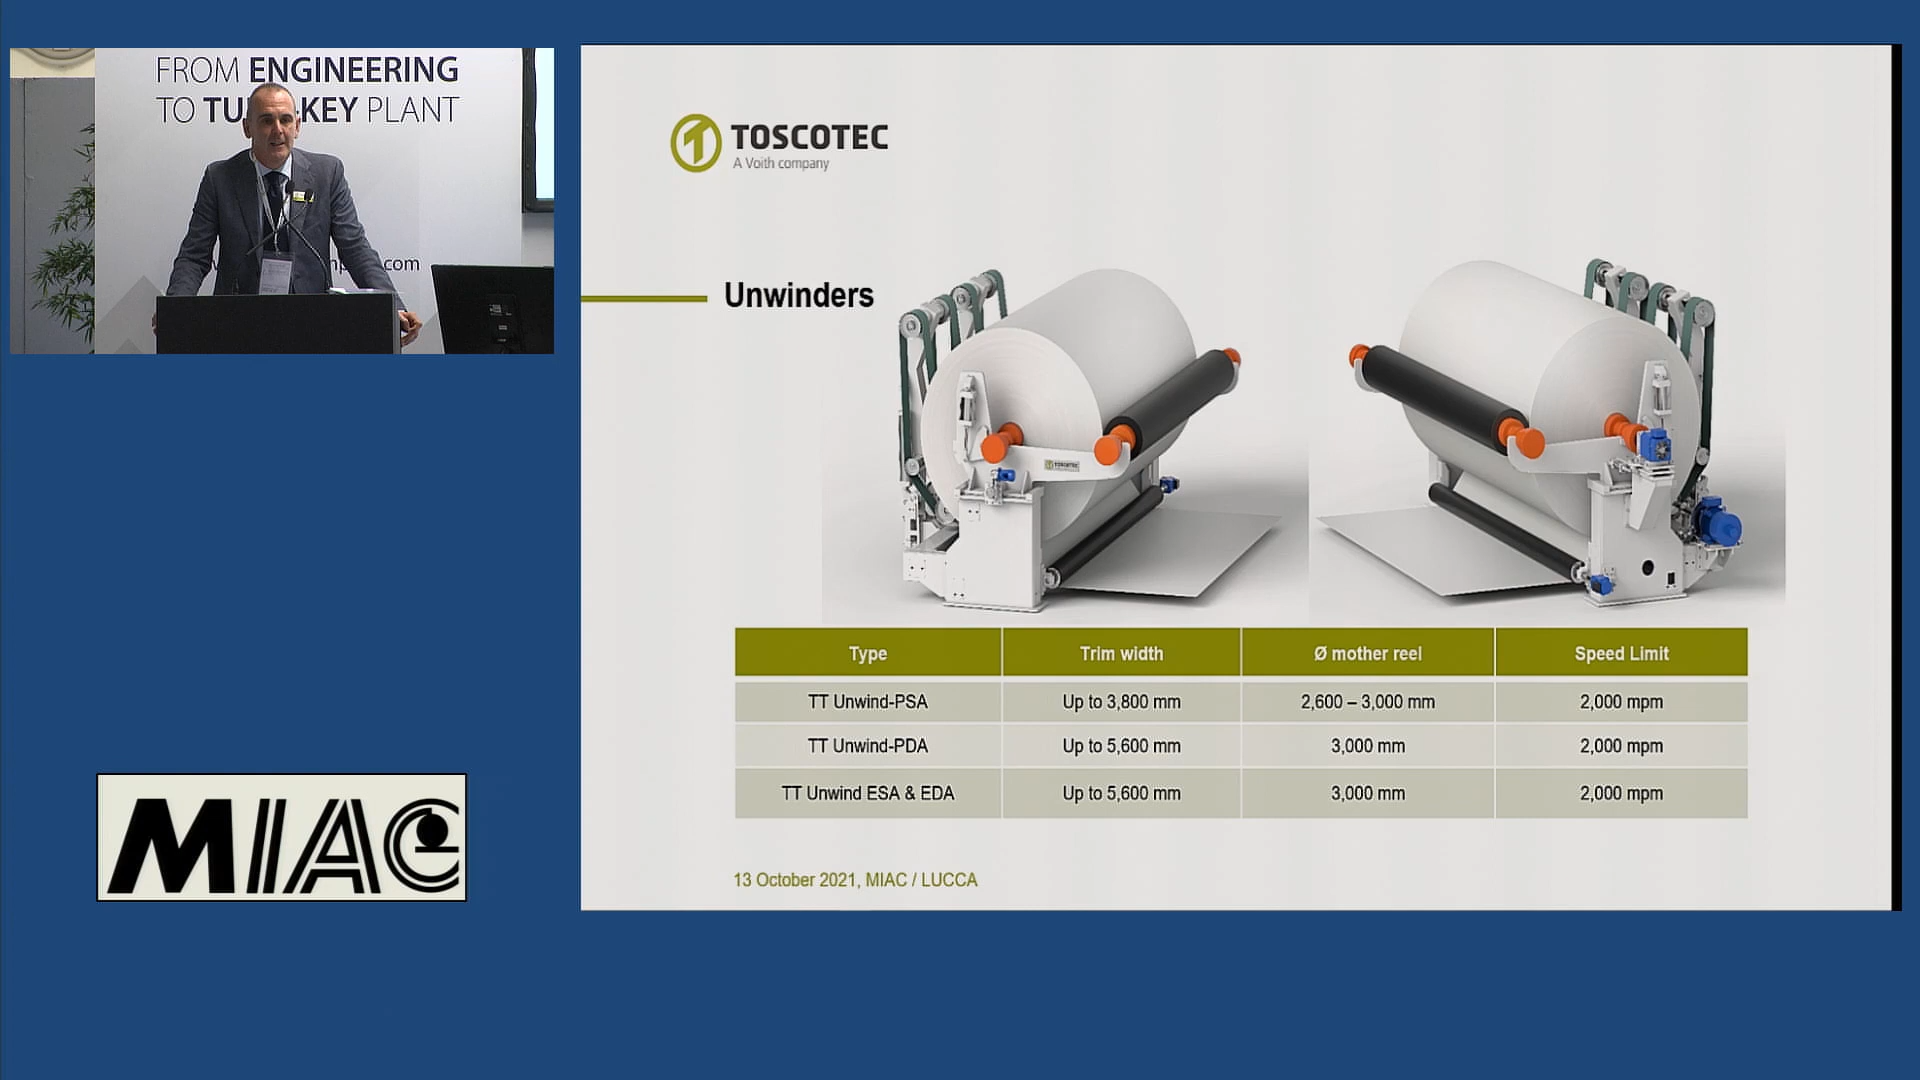 FROM ENGINEERING
TO TU KEY PLANT
.com
TOSCOTEC
A Voith company
Unwinders
TOSCOTEC
Type Trim width Ø mother reel Speed Limit
TT Unwind-PSA Up to 3,800 mm 2,600 – 3,000 mm 2,000 mpm
TT Unwind-PDA Up to 5,600 mm 3,000 mm 2,000 mpm
TT Unwind ESA & EDA Up to 5,600 mm 3,000 mm 2,000 mpm
13 October 2021, MIAC / LUCCA
MIAC